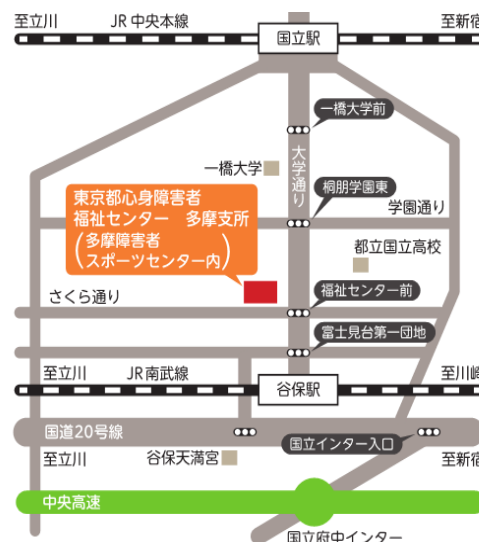 至立川
JR中央本線
至新宿
国立駅
一橋大学前
一橋大学
大学通り
桐朋学園東
学園通り
東京都心身障害者
福祉センター 多摩支所
(多摩障害者
スポーツセンター内)
都立国立高校
さくら通り
福祉センター前
富士見台第一団地
至立川
JR南武線
至川崎
谷保駅
国道20号線
国立インター入口
至立川
谷保天満宮
至新宿
中央高速
国立府中インター